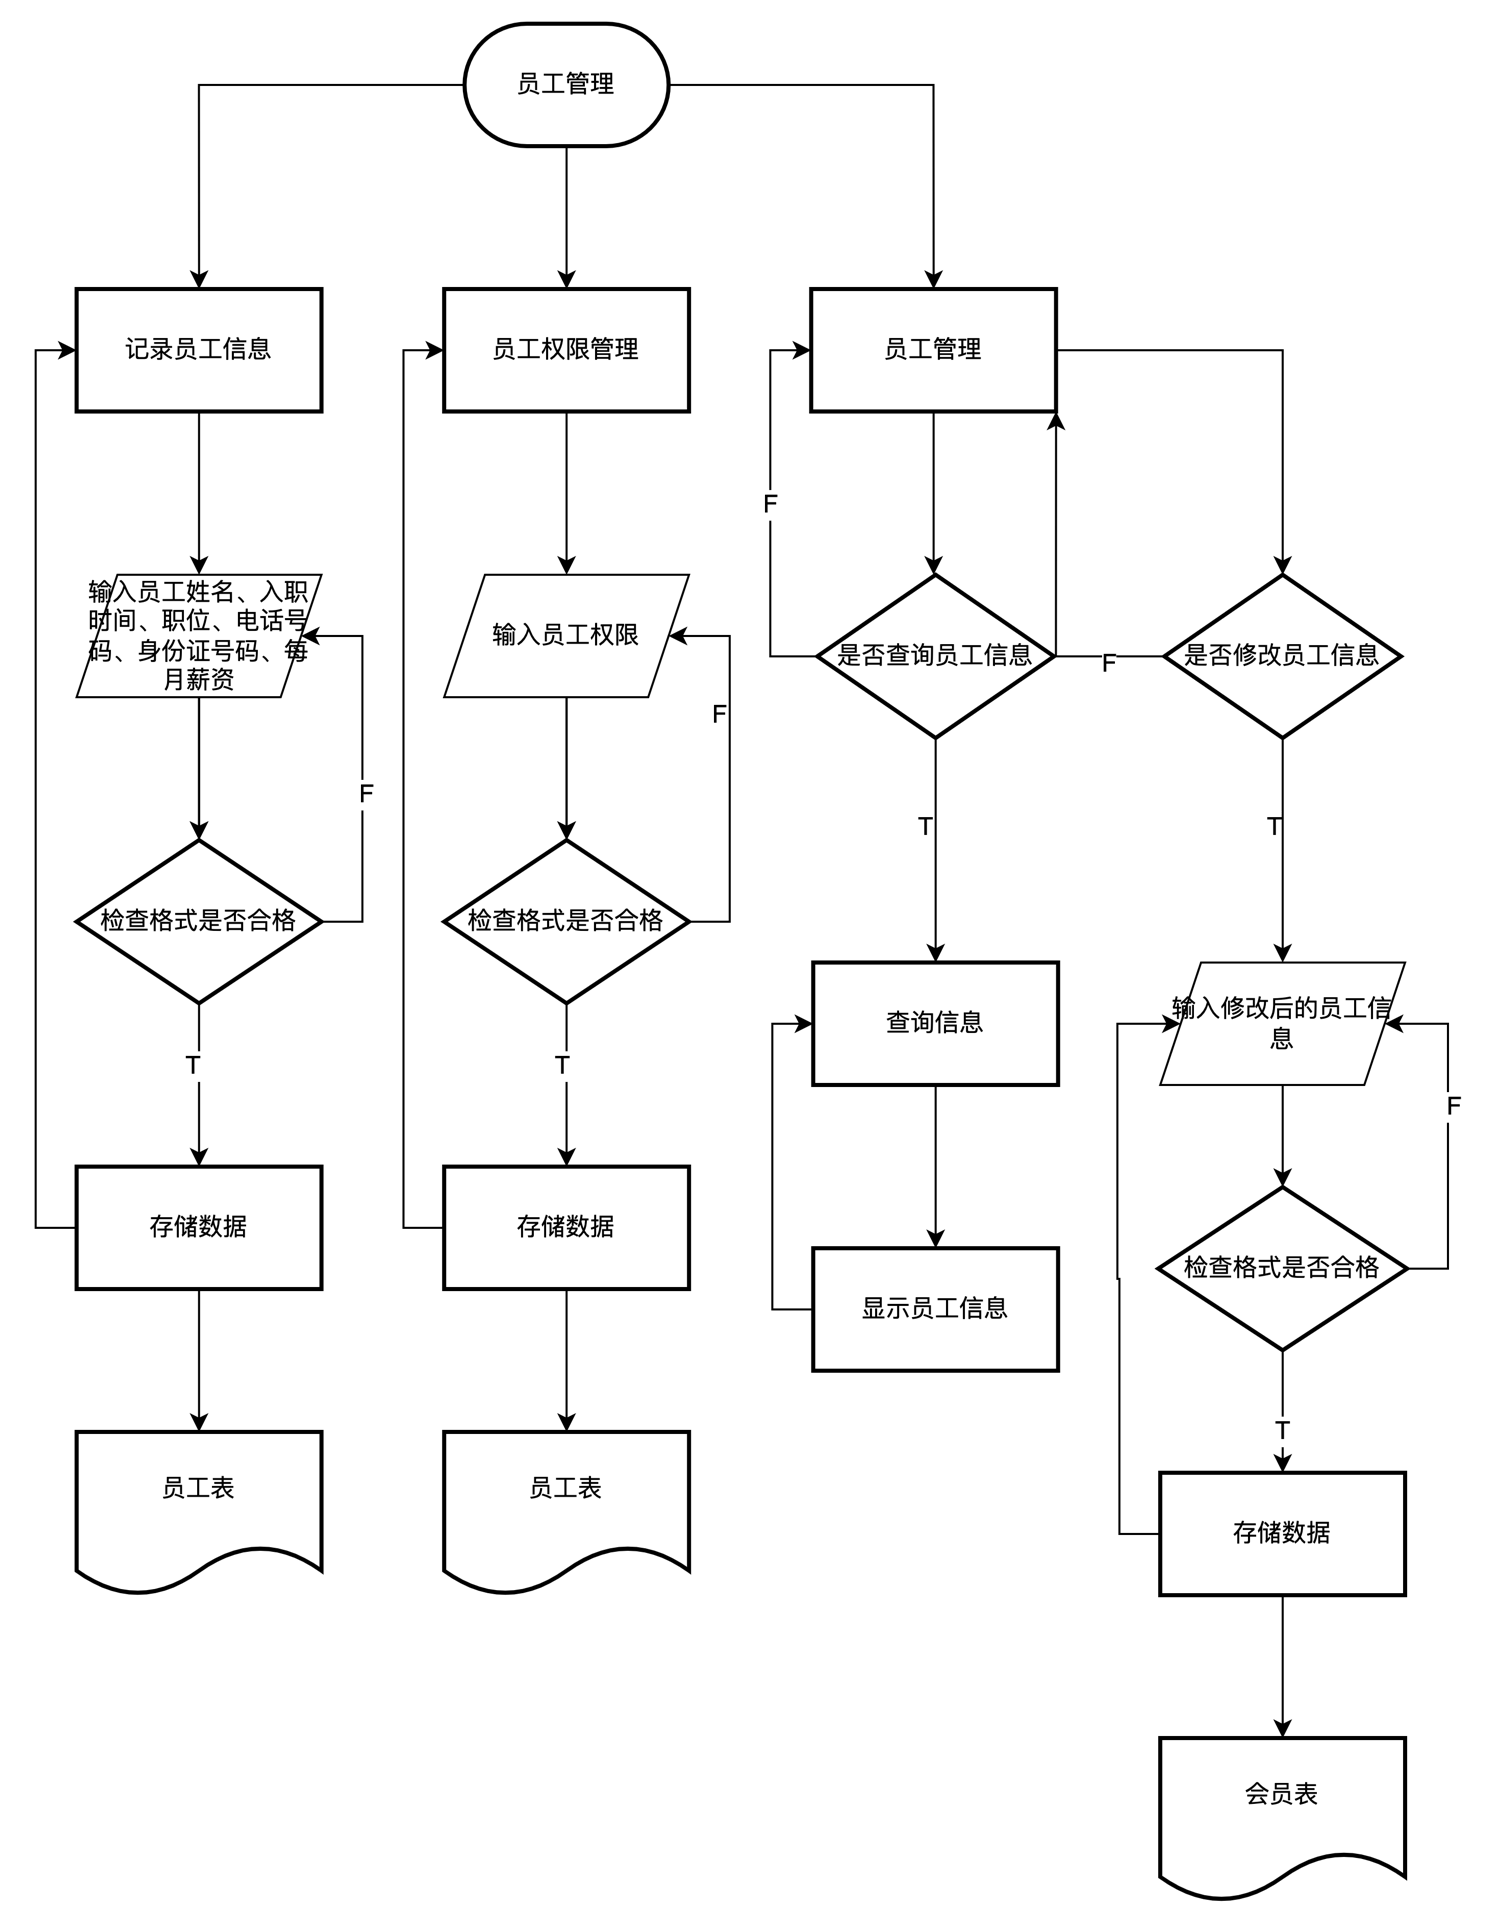 员工管理
记录员工信息
员工权限管理
员工管理
F
输入员工姓名、入职
时间、职位、电话号
码、身份证号码、每
月薪资
输入员工权限
是否查询员工信息
F
是否修改员工信息
F
F
T
T
检查格式是否合格
检查格式是否合格
查询信息
输入修改后的员工信
息
T
T
F
存储数据
存储数据
显示员工信息
检查格式是否合格
T
员工表
员工表
存储数据
会员表